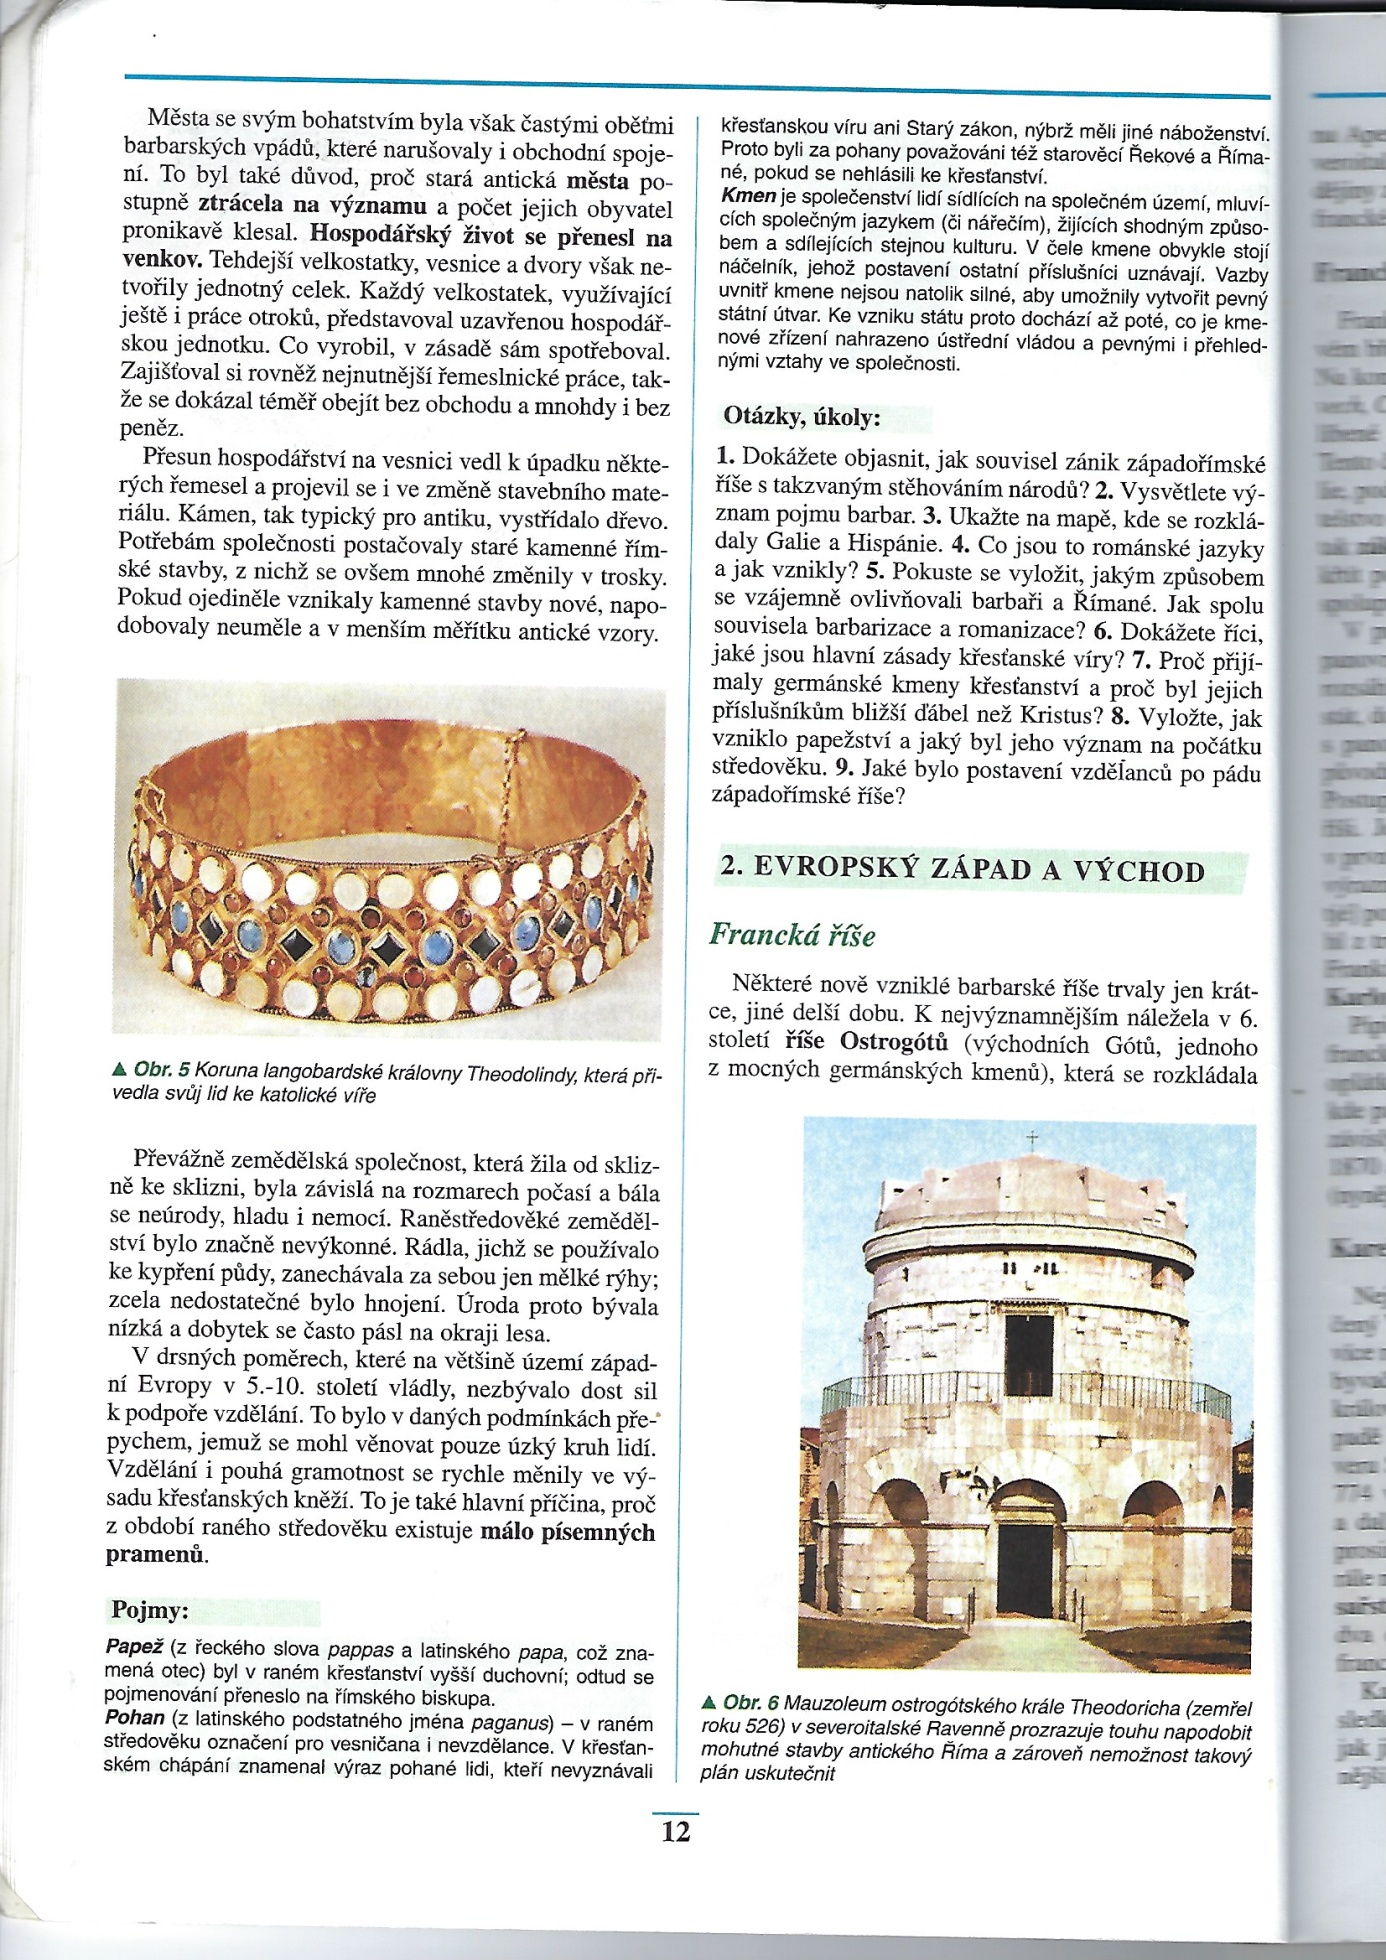 Města se svým bohatstvím byla však častými oběťmi
barbarských vpádů, které narušovaly i obchodní spoje-
ní. To byl také důvod, proč stará antická města po-
stupně ztrácela na významu a počet jejich obyvatel
pronikavě klesal. Hospodářský život se přenesl na
venkov. Tehdejší velkostatky, vesnice a dvory však ne-
tvořily jednotný celek. Každý velkostatek, využívající
ještě i práce otroků, představoval uzavřenou hospodář-
skou jednotku. Co vyrobil, v zásadě sám spotřeboval.
Zajišťoval si rovněž nejnutnější řemeslnické práce, tak-
že se dokázal téměř obejít bez obchodu a mnohdy i bez
peněz.
Přesun hospodářství na vesnici vedl k úpadku někte-
rých řemesel a projevil se i ve změně stavebního mate-
riálu. Kámen, tak typický pro antiku, vystřídalo dřevo.
Potřebám společnosti postačovaly staré kamenné řím-
ské stavby, z nichž se ovšem mnohé změnily v trosky.
Pokud ojediněle vznikaly kamenné stavby nové, napo-
dobovaly neuměle a v menším měřítku antické vzory.
▲ Obr. 5 Koruna langobardské královny Theodolindy, která při-
vedla svůj lid ke katolické víře
Převážně zemědělská společnost, která žila od skliz-
ně ke sklizni, byla závislá na rozmarech počasí a bála
se neúrody, hladu i nemocí. Raněstředověké zeměděl-
ství bylo značně nevýkonné. Rádla, jichž se používalo
ke kypření půdy, zanechávala za sebou jen mělké rýhy;
zcela nedostatečné bylo hnojení. Úroda proto bývala
nízká a dobytek se často pásl na okraji lesa.
V drsných poměrech, které na většině území západ-
ní Evropy v 5.-10. století vládly, nezbývalo dost sil
k podpoře vzdělání. To bylo v daných podmínkách pře-
pychem, jemuž se mohl věnovat pouze úzký kruh lidí.
Vzdělání i pouhá gramotnost se rychle měnily ve vý-
sadu křesťanských kněží. To je také hlavní příčina, proč
z období raného středověku existuje málo písemných
pramenů.
Pojmy:
Papež (z řeckého slova pappas a latinského papa, což zna-
mená otec) byl v raném křesťanství vyšší duchovní; odtud se
pojmenování přeneslo na římského biskupa.
Pohan (z latinského podstatného jména paganus) – v raném
středověku označení pro vesničana i nevzdělance. V křesťan-
ském chápání znamenal výraz pohané lidi, kteří nevyznávali
křesťanskou víru ani Starý zákon, nýbrž měli jiné náboženství.
Proto byli za pohany považováni též starověcí Řekové a Říma-
né, pokud se nehlásili ke křesťanství.
Kmen je společenství lidí sídlících na společném území, mluví-
cích společným jazykem (či nářečím), žijících shodným způso-
bem a sdílejících stejnou kulturu. V čele kmene obvykle stojí
náčelník, jehož postavení ostatní příslušníci uznávají. Vazby
uvnitř kmene nejsou natolik silné, aby umožnily vytvořit pevný
státní útvar. Ke vzniku státu proto dochází až poté, co je kme-
nové zřízení nahrazeno ústřední vládou a pevnými i přehled-
nými vztahy ve společnosti.
Otázky, úkoly:
1. Dokážete objasnit, jak souvisel zánik západořímské
říše s takzvaným stěhováním národů? 2. Vysvětlete vý-
znam pojmu barbar. 3. Ukažte na mapě, kde se rozklá-
daly Galie a Hispánie. 4. Co jsou to románské jazyky
a jak vznikly? 5. Pokuste se vyložit, jakým způsobem
se vzájemně ovlivňovali barbaři a Římané. Jak spolu
souvisela barbarizace a romanizace? 6. Dokážete říci,
jaké jsou hlavní zásady křesťanské víry? 7. Proč přijí-
maly germánské kmeny křesťanství a proč byl jejich
příslušníkům bližší ďábel než Kristus? 8. Vyložte, jak
vzniklo papežství a jaký byl jeho význam na počátku
středověku. 9. Jaké bylo postavení vzdělanců po pádu
západořímské říše?
2. EVROPSKÝ ZÁPAD A VÝCHOD
Francká říše
Některé nově vzniklé barbarské říše trvaly jen krát-
ce, jiné delší dobu. K nejvýznamnějším náležela v 6.
století říše Ostrogótů (východních Gótů, jednoho
z mocných germánských kmenů), která se rozkládala
▲ Obr. 6 Mauzoleum ostrogótského krále Theodoricha (zemřel
roku 526) v severoitalské Ravenně prozrazuje touhu napodobit
mohutné stavby antického Říma a zároveň nemožnost takový
plán uskutečnit
12